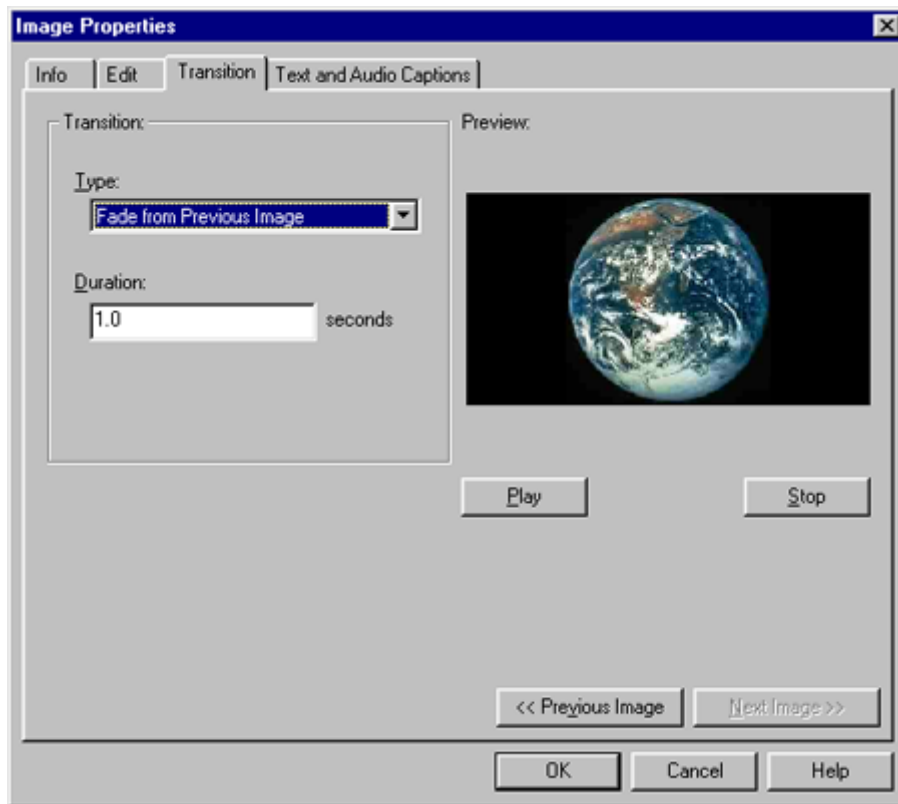 Image Properties
Info Edit Transition Text and Audio Captions
Transition:
Preview:
Type:
Fade from Previous Image
Duration:
1.0 seconds
Play Stop
<< Previous Image Next Image >>
OK Cancel Help